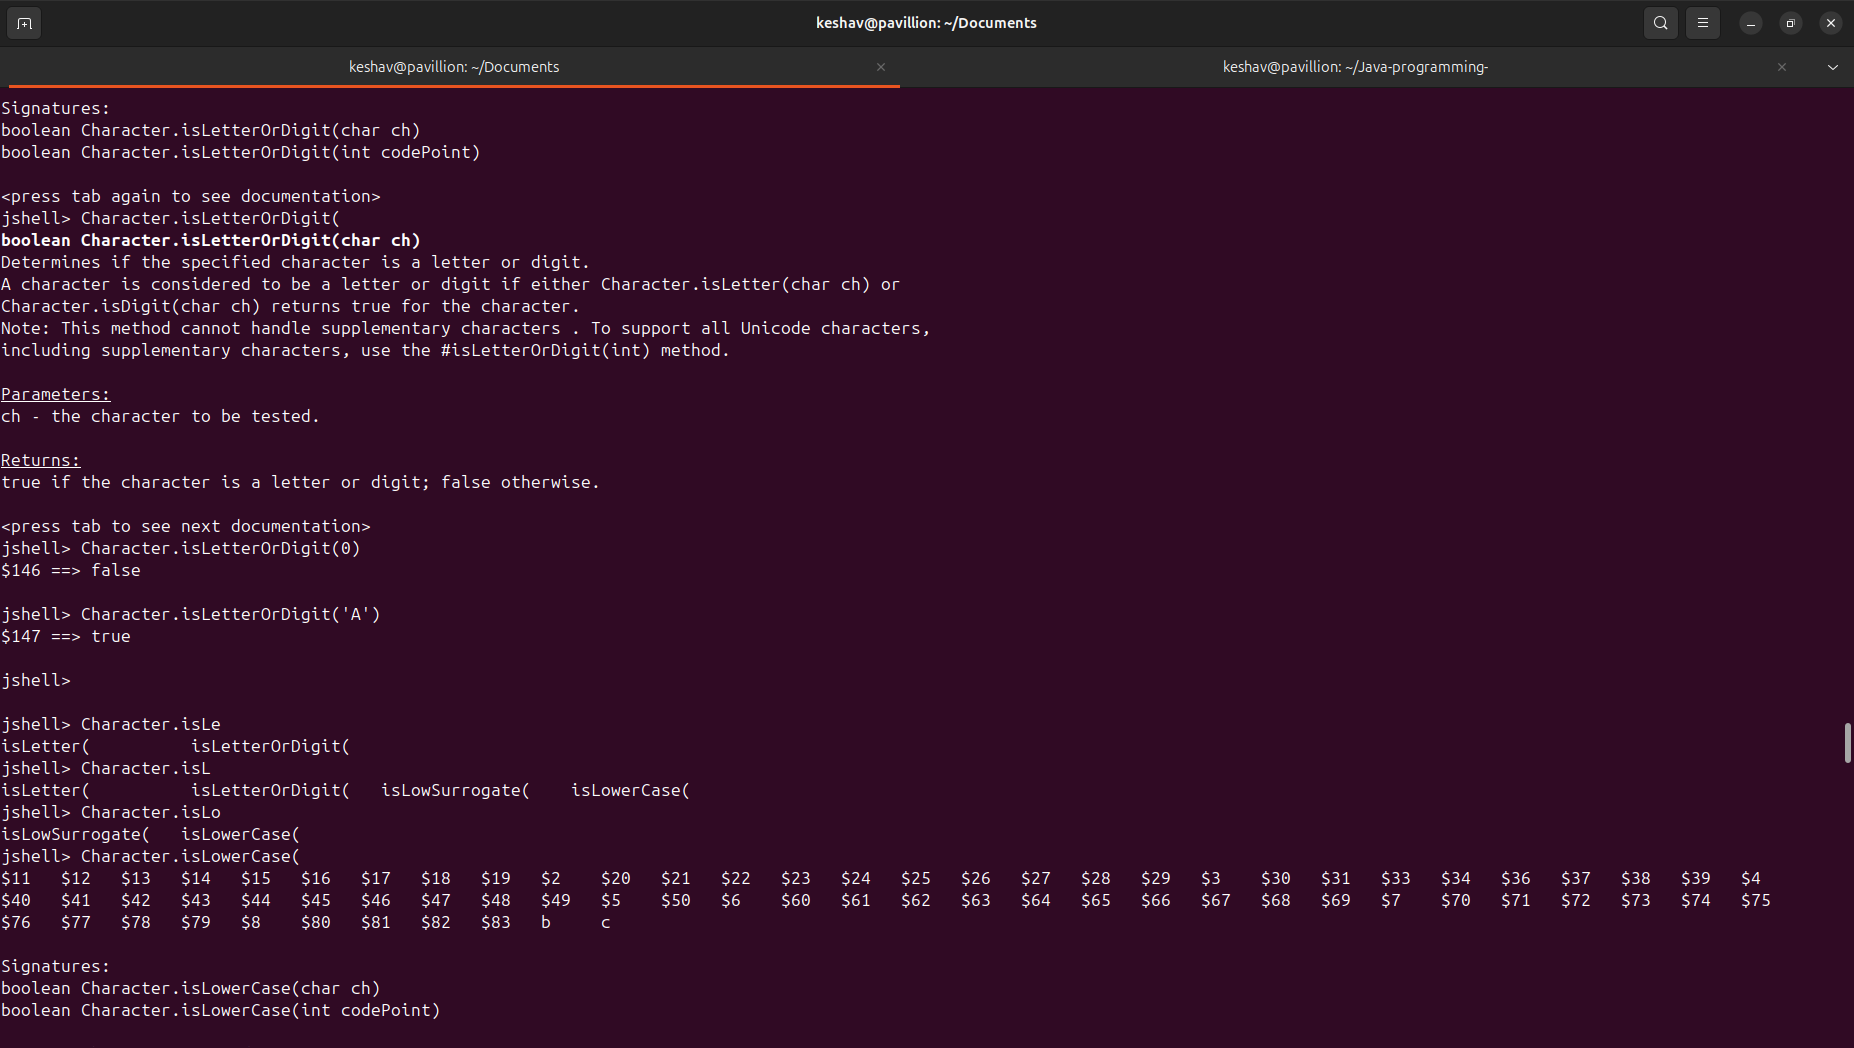 keshav@pavillion: ~/Documents
keshav@pavillion: ~/Documents
keshav@pavillion: ~/Java-programming-
Signatures:
boolean Character.isLetterOrDigit(char ch)
boolean Character.isLetterOrDigit(int codePoint)
<press tab again to see documentation>
jshell> Character.isLetterOrDigit(
boolean Character.isLetterOrDigit(char ch)
Determines if the specified character is a letter or digit.
A character is considered to be a letter or digit if either Character.isLetter(char ch) or
Character.isDigit(char ch) returns true for the character.
Note: This method cannot handle supplementary characters . To support all Unicode characters,
including supplementary characters, use the #isLetterOrDigit(int) method.
Parameters:
ch - the character to be tested.
Returns:
true if the character is a letter or digit; false otherwise.
<press tab to see next documentation>
jshell> Character.isLetterOrDigit(0)
$146 ==> false
jshell> Character.isLetterOrDigit('A')
$147 ==> true
jshell>
jshell> Character.isLe
isLetter(          isLetterOrDigit(
jshell> Character.isL
isLetter(          isLetterOrDigit(   isLowSurrogate(    isLowerCase(
jshell> Character.isLo
isLowSurrogate(   isLowerCase(
jshell> Character.isLowerCase(
$11   $12   $13   $14   $15   $16   $17   $18   $19   $2    $20   $21   $22   $23   $24   $25   $26   $27   $28   $29   $3    $30   $31   $33   $34   $36   $37   $38   $39   $4
$40   $41   $42   $43   $44   $45   $46   $47   $48   $49   $5    $50   $6    $60   $61   $62   $63   $64   $65   $66   $67   $68   $69   $7    $70   $71   $72   $73   $74   $75
$76   $77   $78   $79   $8    $80   $81   $82   $83   b     c
Signatures:
boolean Character.isLowerCase(char ch)
boolean Character.isLowerCase(int codePoint)